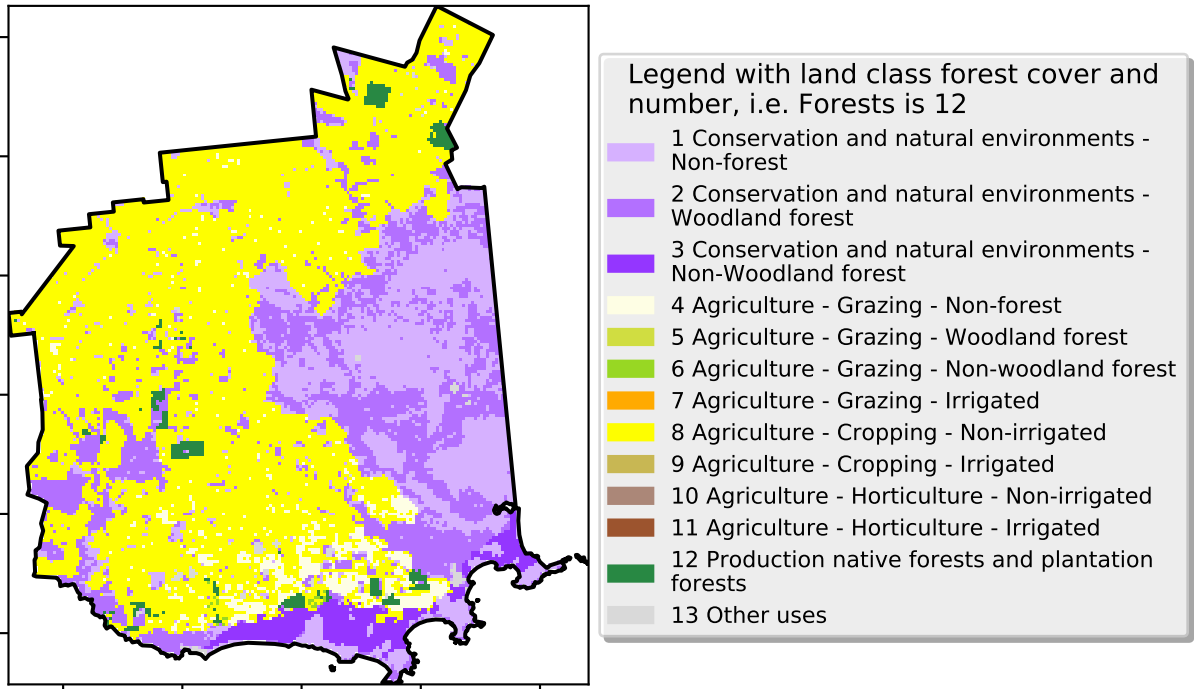 Legend with land class forest cover and
number, i.e. Forests is 12
1 Conservation and natural environments -
Non-forest
2 Conservation and natural environments -
Woodland forest
3 Conservation and natural environments -
Non-Woodland forest
4 Agriculture - Grazing - Non-forest
5 Agriculture - Grazing - Woodland forest
6 Agriculture - Grazing - Non-woodland forest
7 Agriculture - Grazing - Irrigated
8 Agriculture - Cropping - Non-irrigated
9 Agriculture - Cropping - Irrigated
10 Agriculture - Horticulture - Non-irrigated
11 Agriculture - Horticulture - Irrigated
12 Production native forests and plantation
forests
13 Other uses